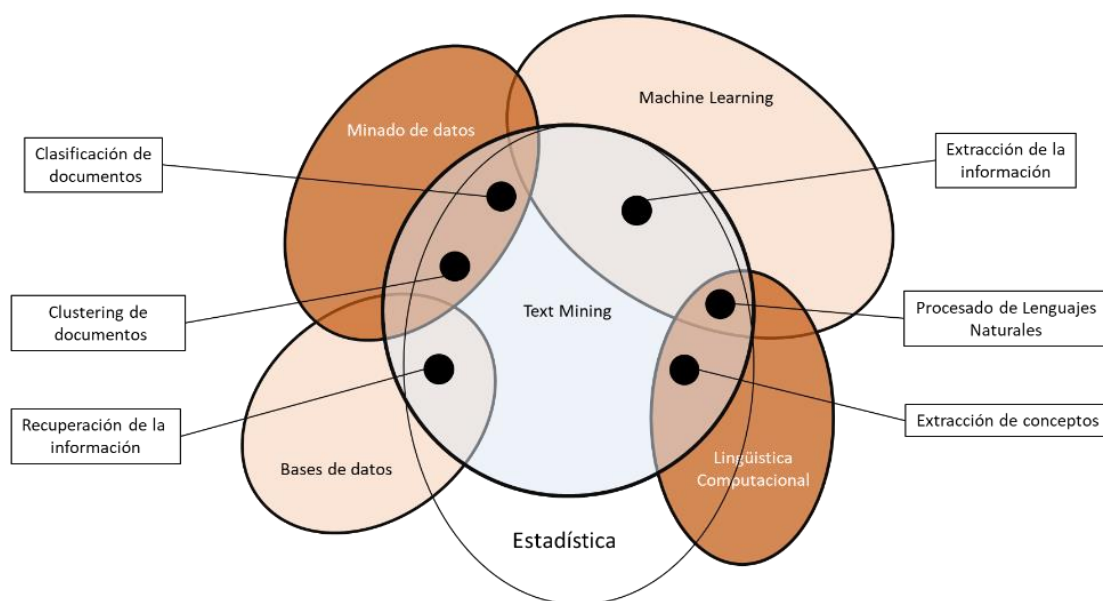 Machine Learning
Minado de datos
Clasificación de
documentos
Extracción de la
información
Clustering de
documentos
Text Mining
Procesado de Lenguajes
Naturales
Recuperación de la
información
Extracción de conceptos
Bases de datos
Lingüistica
Computacional
Estadística